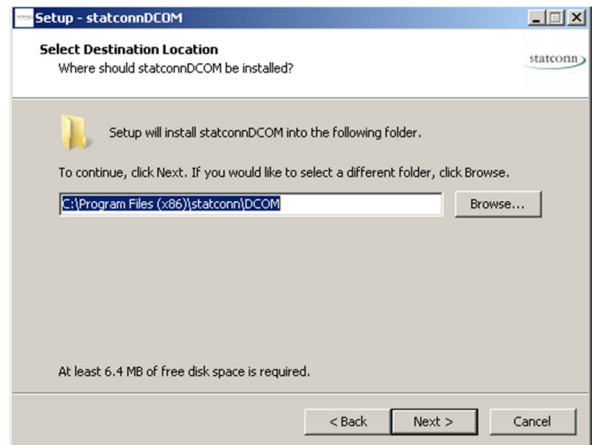 Setup - statconnDCOM
Select Destination Location
Where should statconnDCOM be installed?
statconn
Setup will install statconnDCOM into the following folder.
To continue, click Next. If you would like to select a different folder, click Browse.
C:\Program Files (x86)\statconn\DCOM
Browse...
At least 6.4 MB of free disk space is required.
< Back
Next >
Cancel